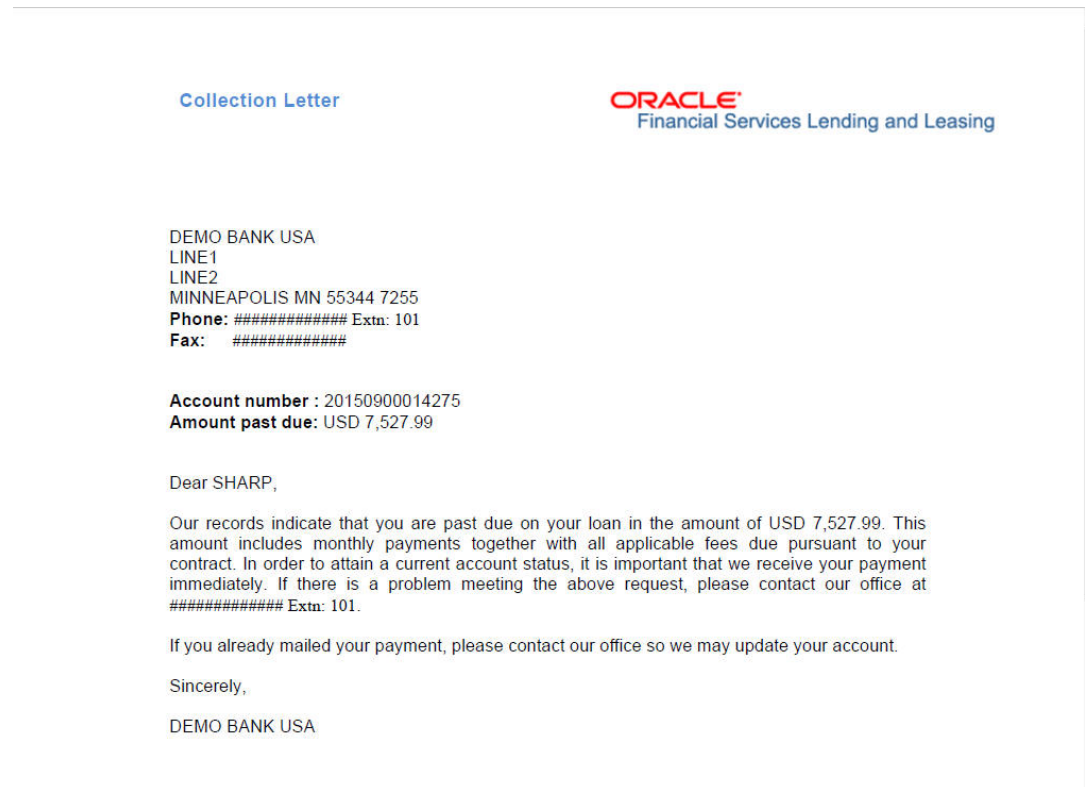 Collection Letter
ORACLE
Financial Services Lending and Leasing
DEMO BANK USA
LINE1
LINE2
MINNEAPOLIS MN 55344 7255
Phone: ############# Extn: 101
Fax: #############
Account number : 20150900014275
Amount past due: USD 7,527.99
Dear SHARP,
Our records indicate that you are past due on your loan in the amount of USD 7,527.99. This
amount includes monthly payments together with all applicable fees due pursuant to your
contract. In order to attain a current account status, it is important that we receive your payment
immediately. If there is a problem meeting the above request, please contact our office at
############# Extn: 101.
If you already mailed your payment, please contact our office so we may update your account.
Sincerely,
DEMO BANK USA